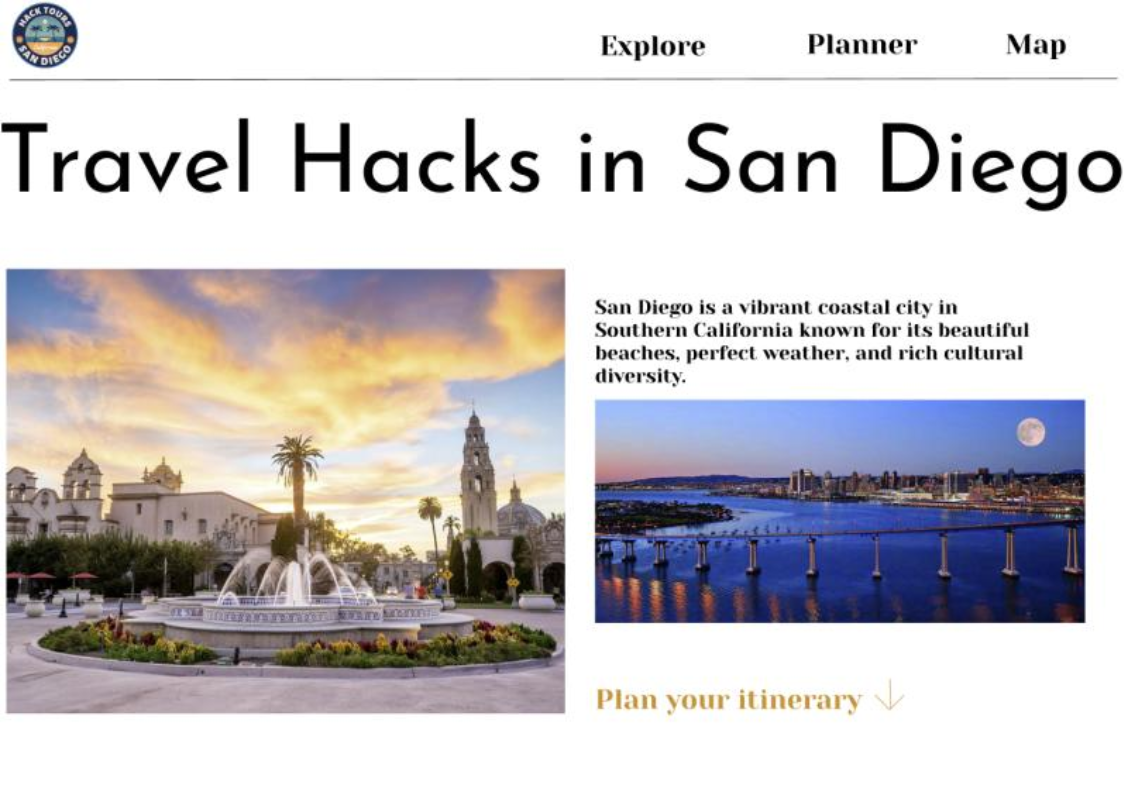 HACK TOURS
California
SAN DIEGO
Explore
Planner
Map
Travel Hacks in San Diego
San Diego is a vibrant coastal city in
Southern California known for its beautiful
beaches, perfect weather, and rich cultural
diversity.
Plan your itinerary